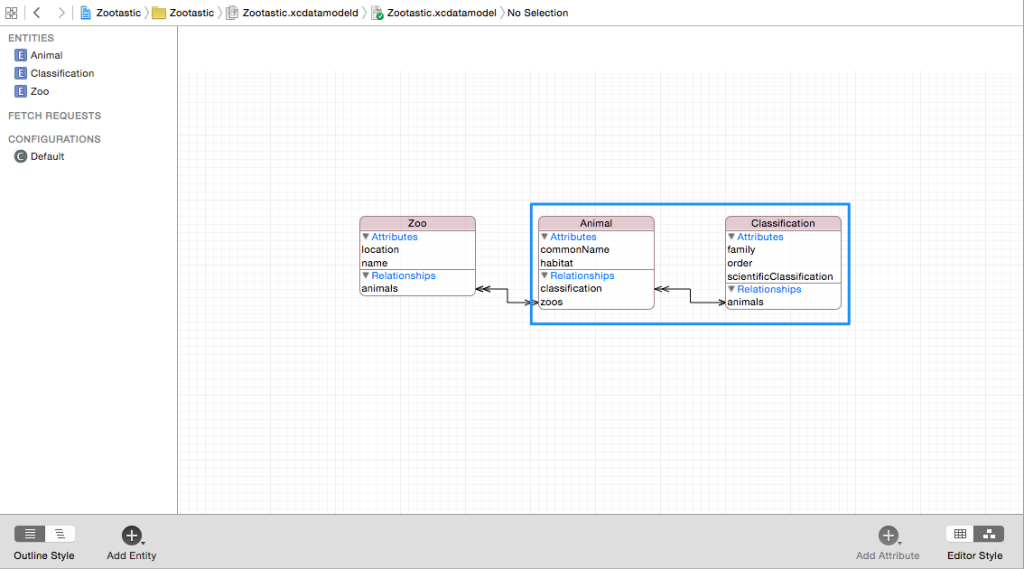 Zootastic Zootastic Zootastic.xcdatamodeld Zootastic.xcdatamodel No Selection
ENTITIES
E Animal
E Classification
E Zoo
FETCH REQUESTS
CONFIGURATIONS
C Default
Zoo
Attributes
location
name
Relationships
animals
Animal
Attributes
commonName
habitat
Relationships
classification
zoos
Classification
Attributes
family
order
scientificClassification
Relationships
animals
Outline Style
Add Entity
Add Attribute
Editor Style